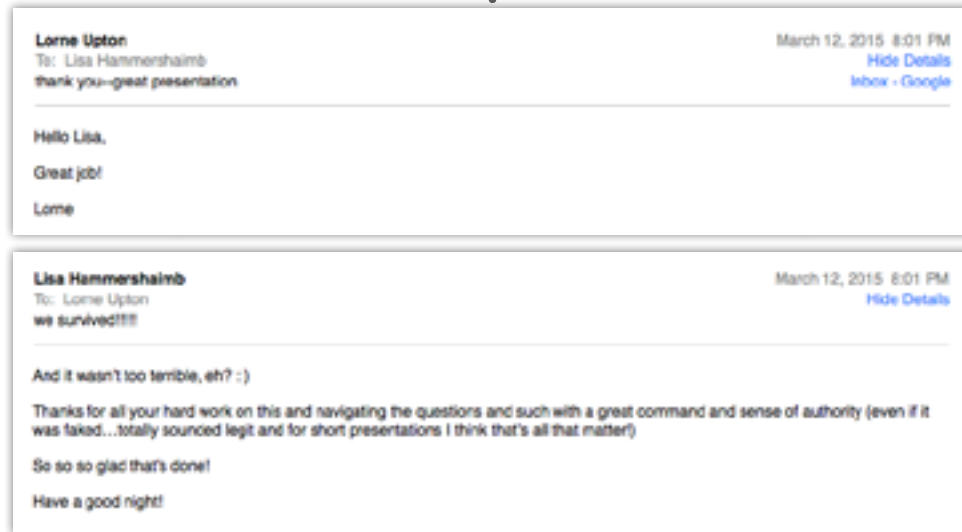 Lorne Upton
March 12, 2015 8:01 PM
To: Lisa Hammershaimb
Hide Details
thank you--great presentation
Inbox - Google
Hello Lisa,
Great job!
Lorne
Lisa Hammershaimb
March 12, 2015 8:01 PM
To: Lorne Upton
Hide Details
we survived!!!!!
And it wasn't too terrible, eh? : )
Thanks for all your hard work on this and navigating the questions and such with a great command and sense of authority (even if it
was faked...totally sounded legit and for short presentations I think that's all that matter!)
So so so glad that's done!
Have a good night!